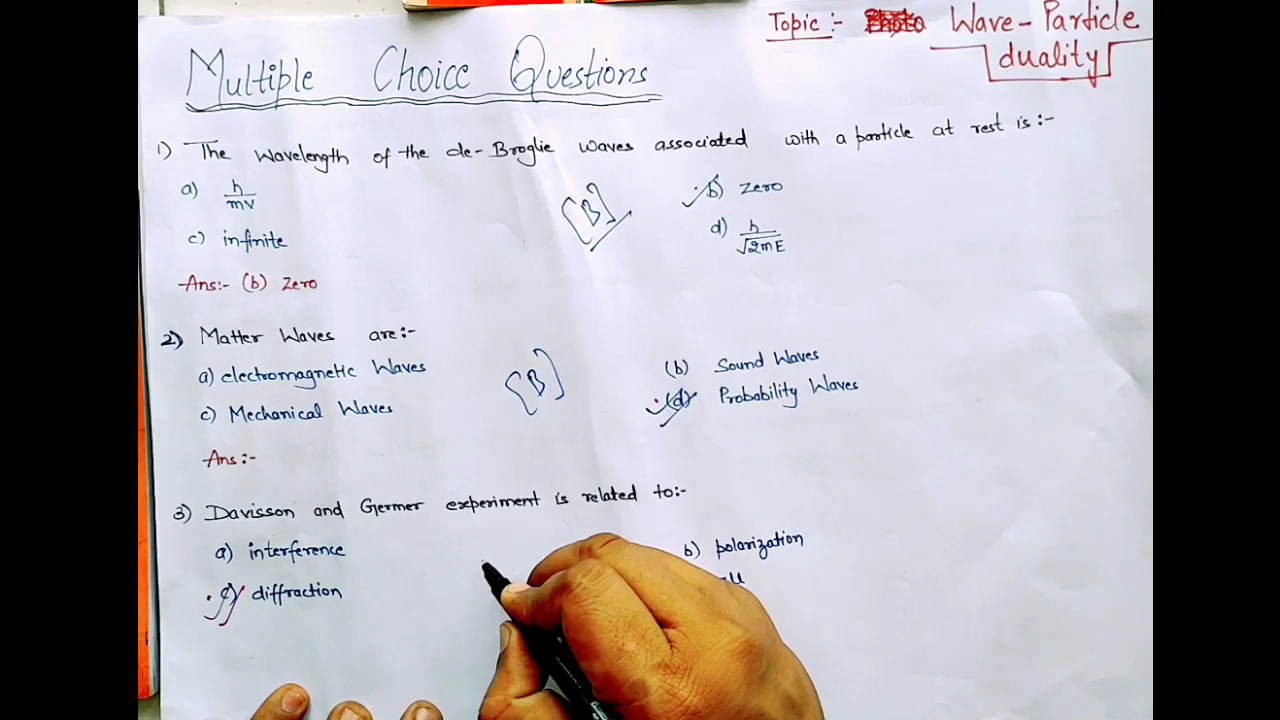 Topic :- Wave-Particle
duality
Multiple Choice Questions
1) The Wavelength of the de-Broglie waves associated with a particle at rest is :-
a) h/mv
b) Zero
[B]
c) infinite
d) h/√2mE
Ans:- (b) Zero
2) Matter Waves are:-
a) electromagnetic Waves
(b) Sound Waves
[B]
c) Mechanical Waves
(d) Probability Waves
Ans:-
3) Davisson and Germer experiment is related to:-
a) interference
b) polarization
c) diffraction